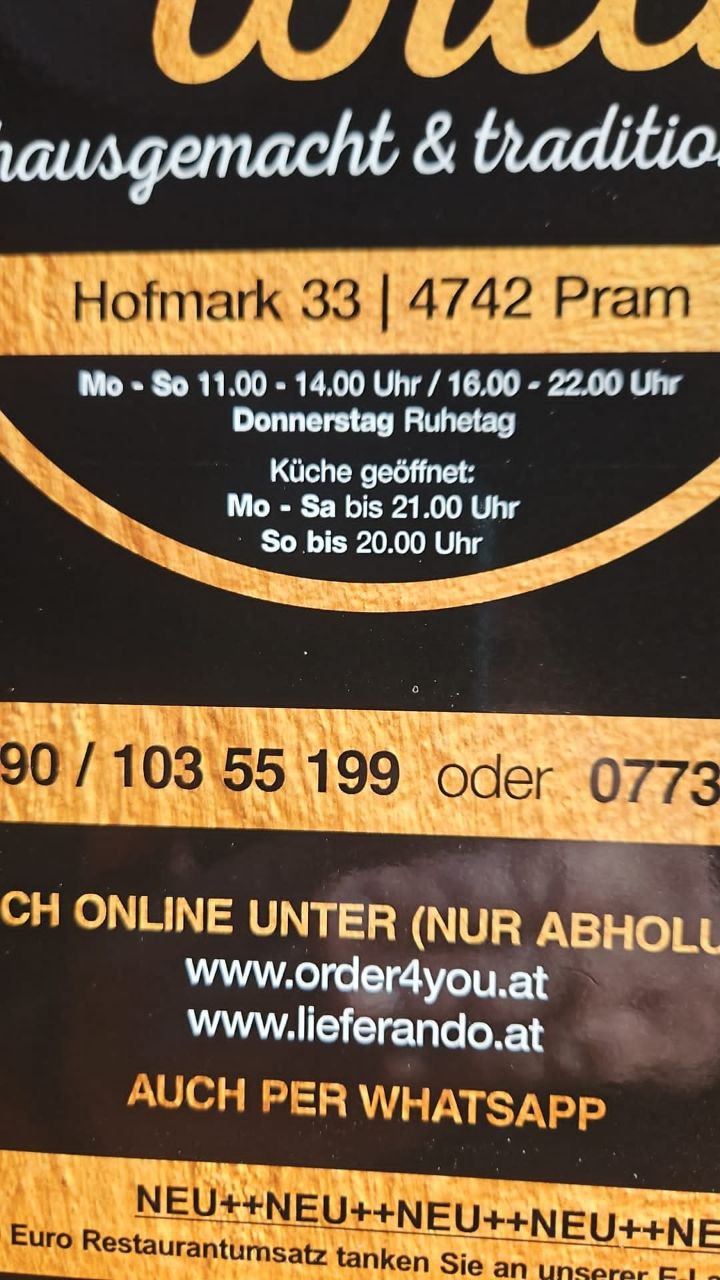 hausgemacht & traditio
Hofmark 33 | 4742 Pram
Mo - So 11.00 - 14.00 Uhr / 16.00 - 22.00 Uhr
Donnerstag Ruhetag
Küche geöffnet:
Mo - Sa bis 21.00 Uhr
So bis 20.00 Uhr
90 / 103 55 199 oder 0773
CH ONLINE UNTER (NUR ABHOLU
www.order4you.at
www.lieferando.at
AUCH PER WHATSAPP
NEU++NEU++NEU++NEU++NE
Euro Restaurantumsatz tanken Sie an unserer E-L